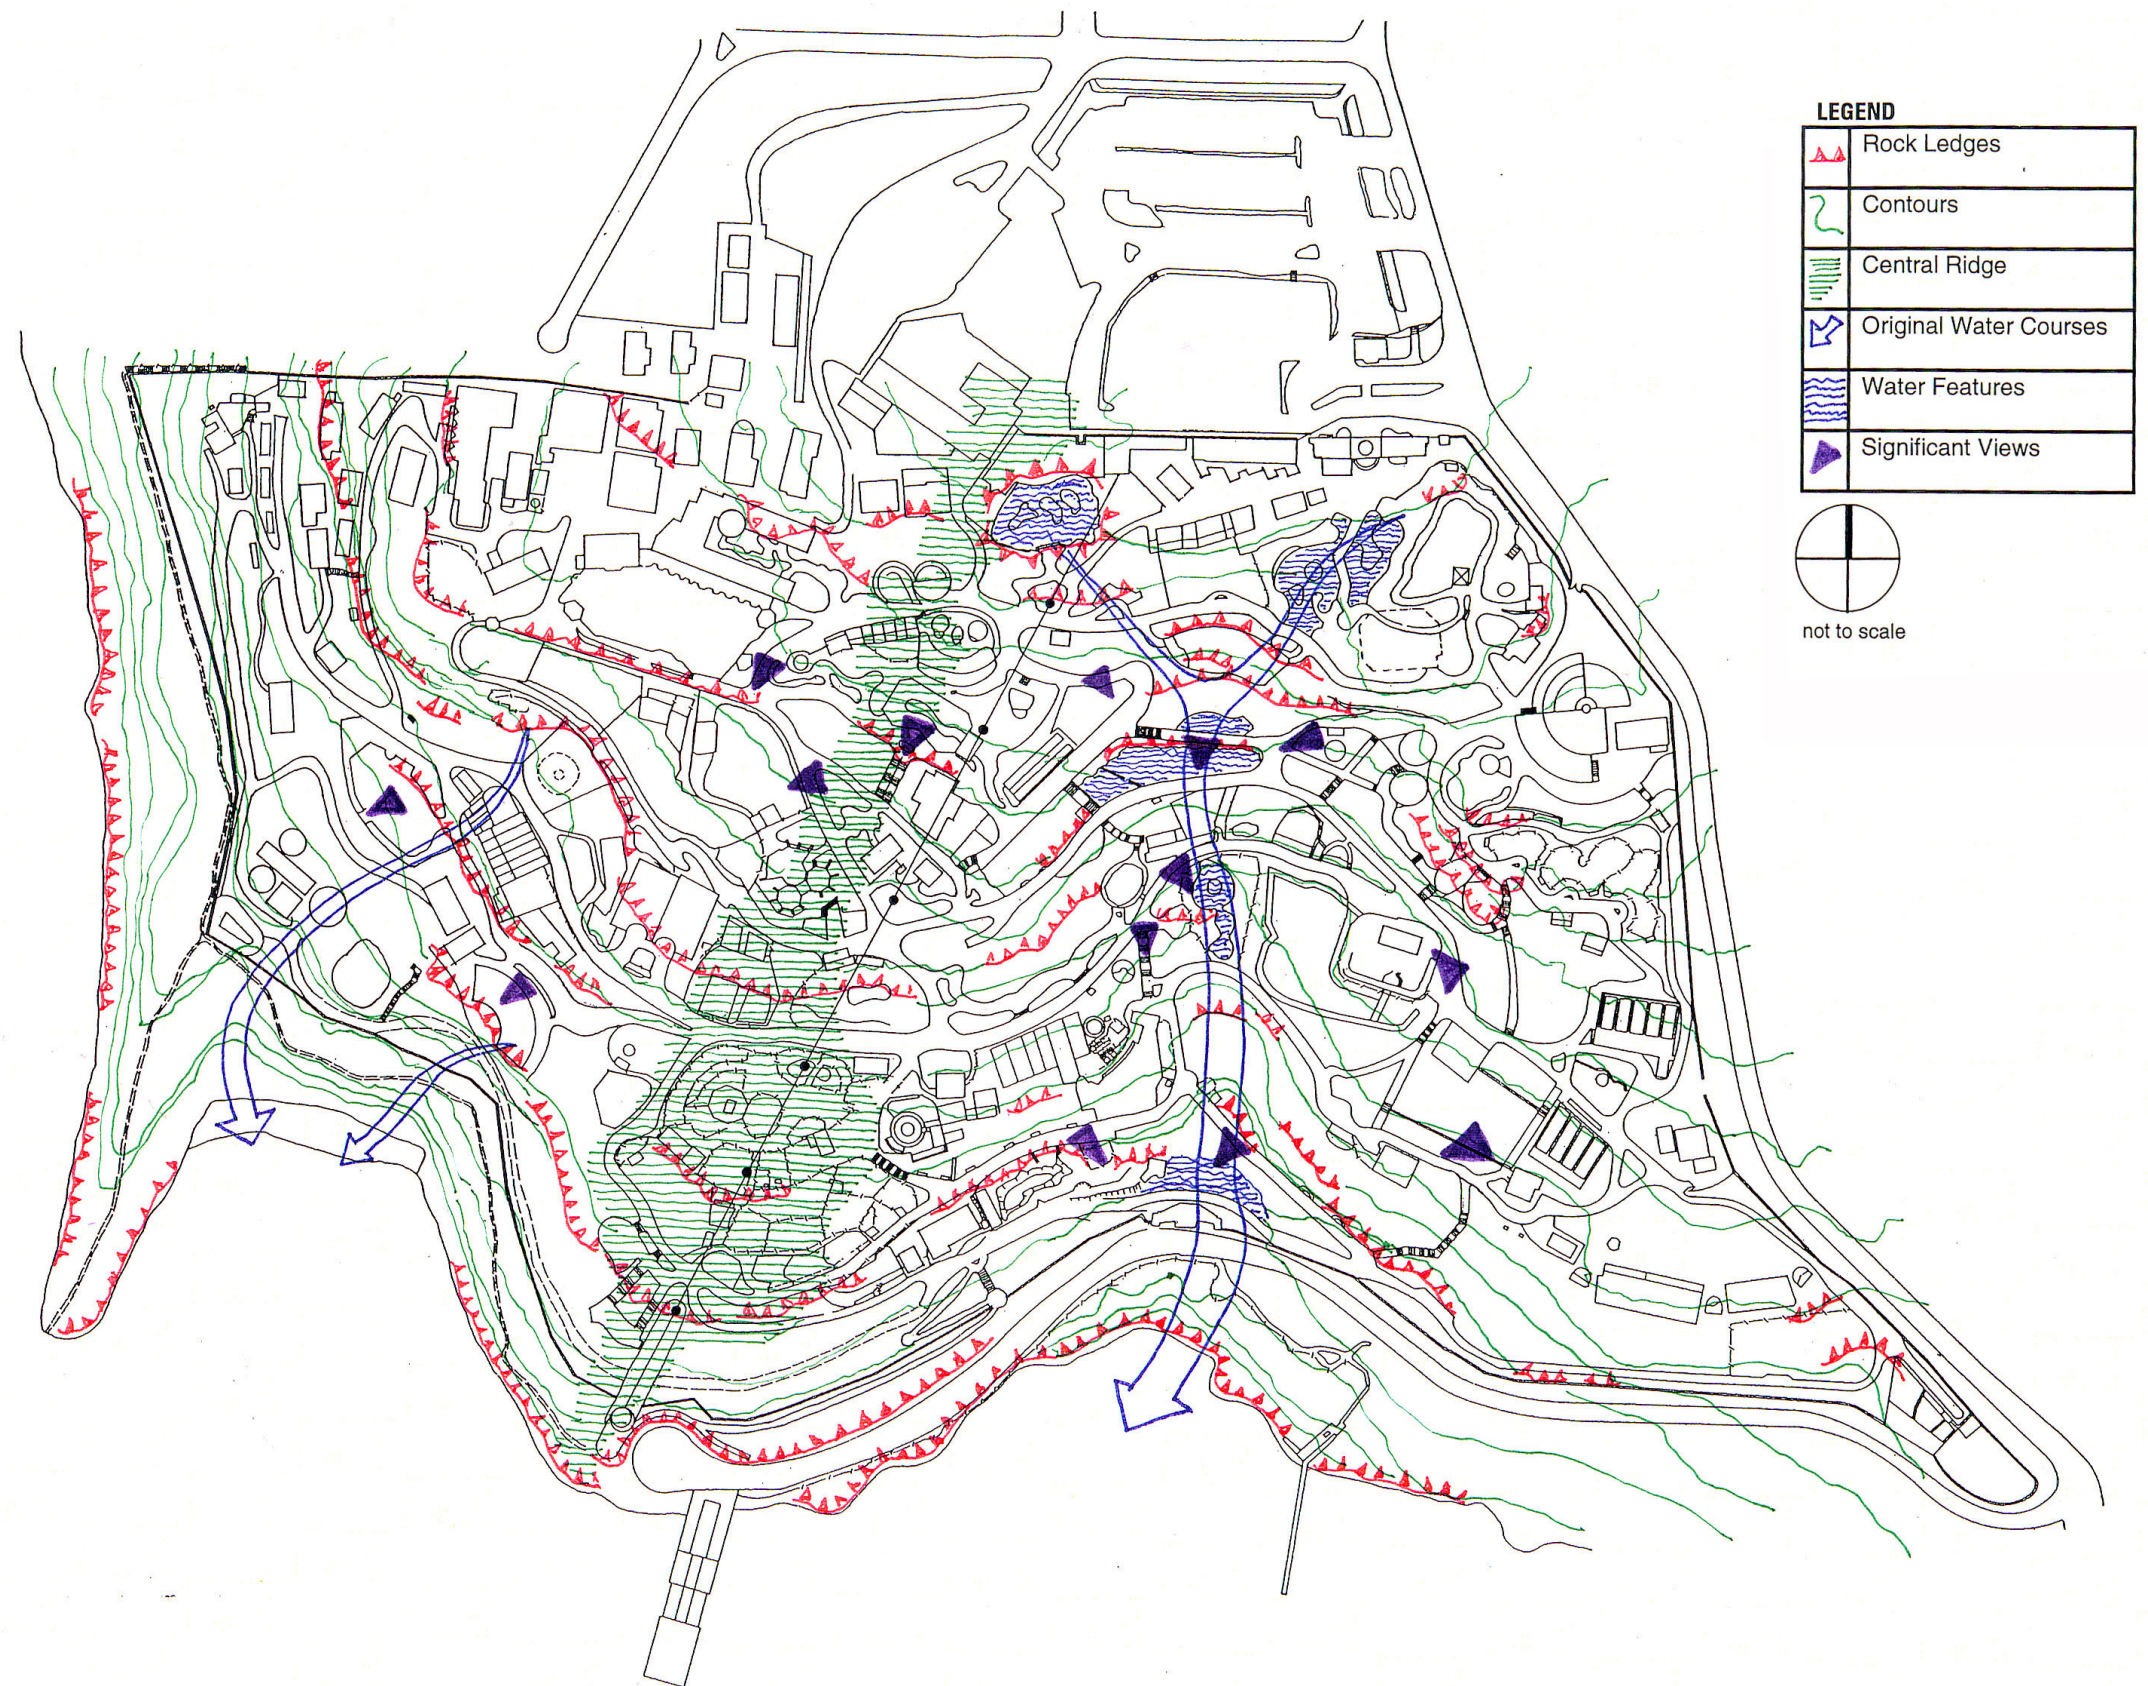 LEGEND
Rock Ledges
Contours
Central Ridge
Original Water Courses
Water Features
Significant Views
not to scale